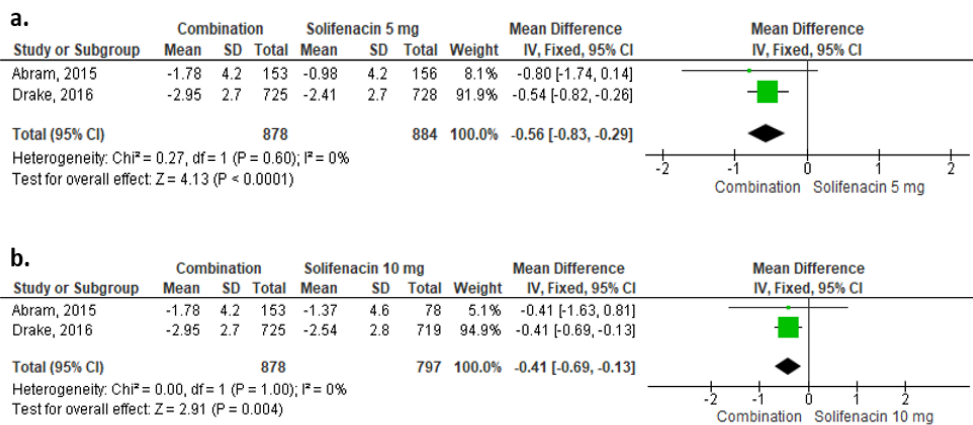 a.
Combination Solifenacin 5 mg Mean Difference Mean Difference
Study or Subgroup Mean SD Total Mean SD Total Weight IV, Fixed, 95% CI IV, Fixed, 95% CI
Abram, 2015 -1.78 4.2 153 -0.98 4.2 156 8.1% -0.80 [-1.74, 0.14]
Drake, 2016 -2.95 2.7 725 -2.41 2.7 728 91.9% -0.54 [-0.82, -0.26]
Total (95% CI) 878 884 100.0% -0.56 [-0.83, -0.29]
Heterogeneity: Chi² = 0.27, df = 1 (P = 0.60); I² = 0%
Test for overall effect: Z = 4.13 (P < 0.0001)
-2 -1 0 1 2
Combination Solifenacin 5 mg
b.
Combination Solifenacin 10 mg Mean Difference Mean Difference
Study or Subgroup Mean SD Total Mean SD Total Weight IV, Fixed, 95% CI IV, Fixed, 95% CI
Abram, 2015 -1.78 4.2 153 -1.37 4.6 78 5.1% -0.41 [-1.63, 0.81]
Drake, 2016 -2.95 2.7 725 -2.54 2.8 719 94.9% -0.41 [-0.69, -0.13]
Total (95% CI) 878 797 100.0% -0.41 [-0.69, -0.13]
Heterogeneity: Chi² = 0.00, df = 1 (P = 1.00); I² = 0%
Test for overall effect: Z = 2.91 (P = 0.004)
-2 -1 0 1 2
Combination Solifenacin 10 mg